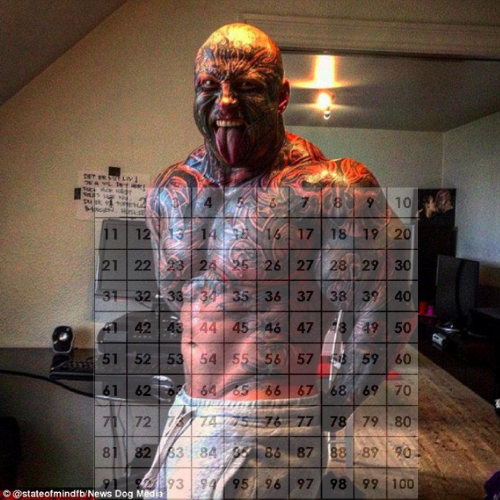 DET ER LIV
2 3 4 5 6 7 8 9 10
11 12 13 14 15 16 17 18 19 20
21 22 23 24 25 26 27 28 29 30
31 32 33 34 35 36 37 38 39 40
41 42 43 44 45 46 47 48 49 50
51 52 53 54 55 56 57 58 59 60
61 62 63 64 65 66 67 68 69 70
71 72 73 74 75 76 77 78 79 80
81 82 83 84 85 86 87 88 89 90
91 92 93 94 95 96 97 98 99 100
© @stateofmindfb/News Dog Media